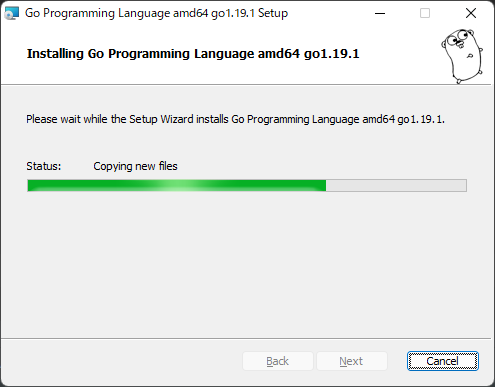 Go Programming Language amd64 go1.19.1 Setup
Installing Go Programming Language amd64 go1.19.1
Please wait while the Setup Wizard installs Go Programming Language amd64 go1.19.1.
Status: Copying new files
Back Next Cancel